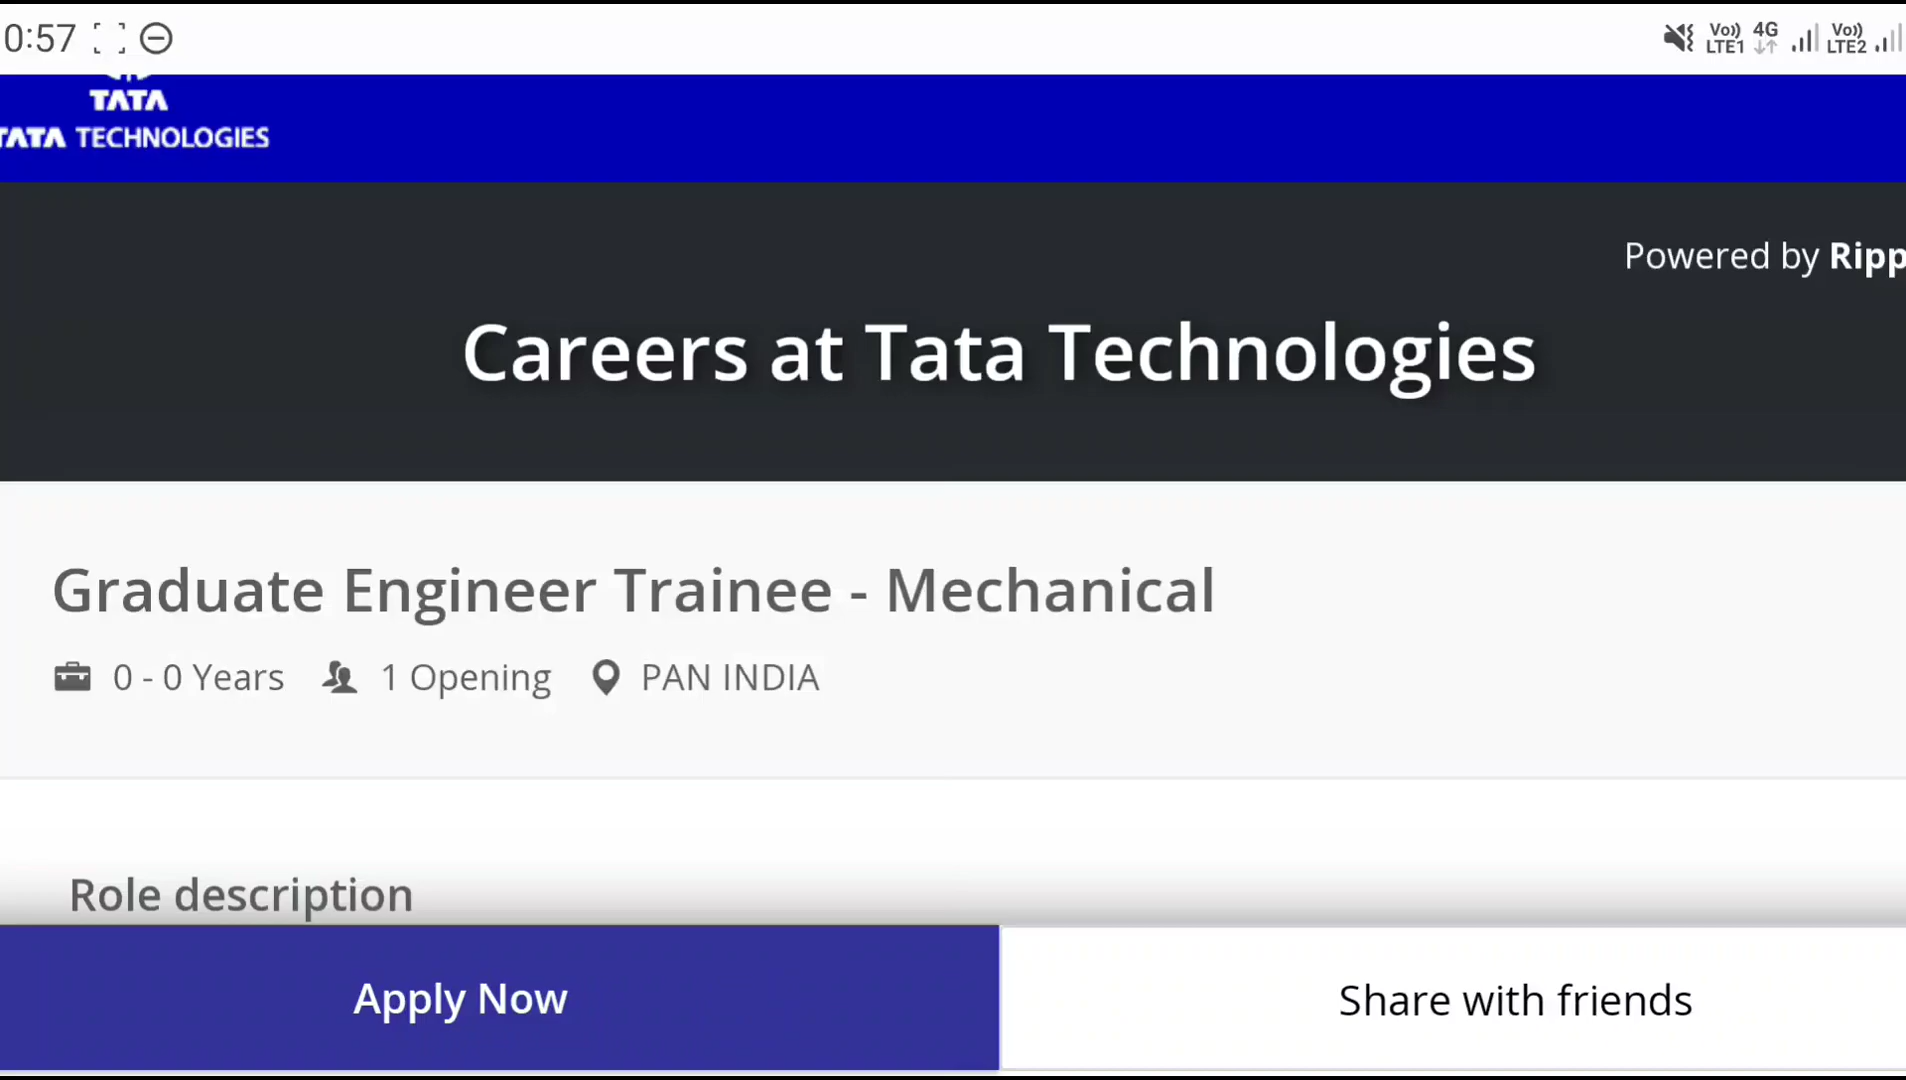 0:57
Vo)) LTE1 4G Vo)) LTE2
TATA
TATA TECHNOLOGIES
Powered by Ripp
Careers at Tata Technologies
Graduate Engineer Trainee - Mechanical
0 - 0 Years 1 Opening PAN INDIA
Role description
Apply Now Share with friends